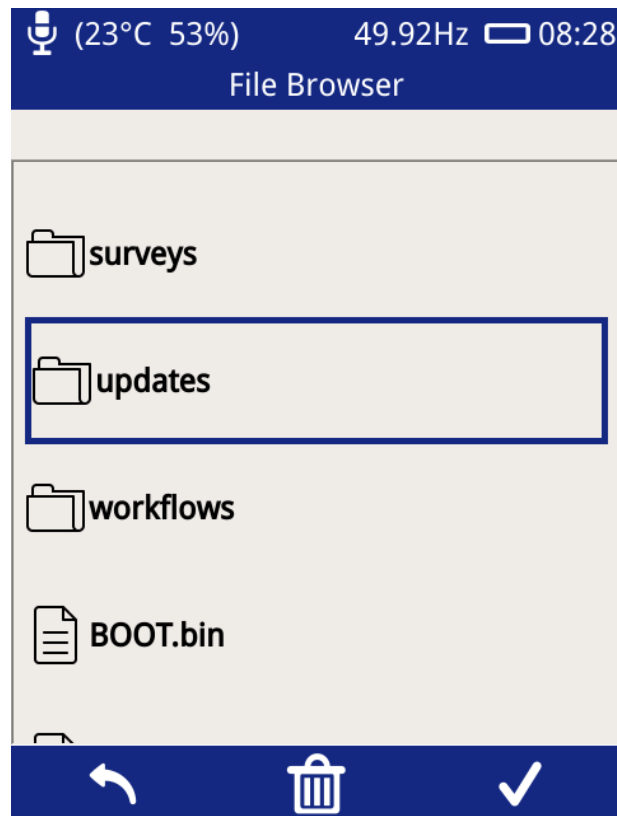 (23°C 53%) 49.92Hz 08:28
File Browser
surveys
updates
workflows
BOOT.bin